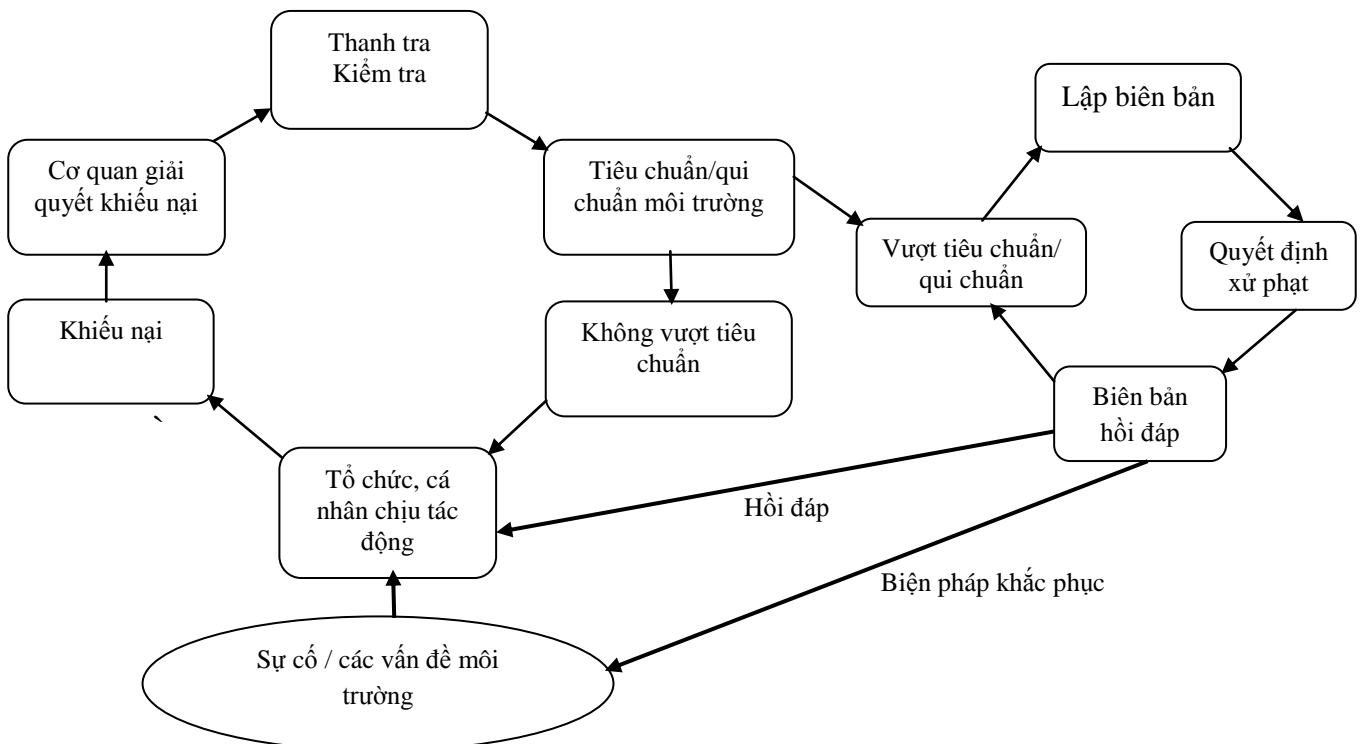 Thanh tra
Kiểm tra
Lập biên bản
Cơ quan giải
quyết khiếu nại
Tiêu chuẩn/qui
chuẩn môi trường
Vượt tiêu chuẩn/
qui chuẩn
Quyết định
xử phạt
Khiếu nại
Không vượt tiêu
chuẩn
Biên bản
hồi đáp
Tổ chức, cá
nhân chịu tác
động
Hồi đáp
Biện pháp khắc phục
Sự cố / các vấn đề môi
trường